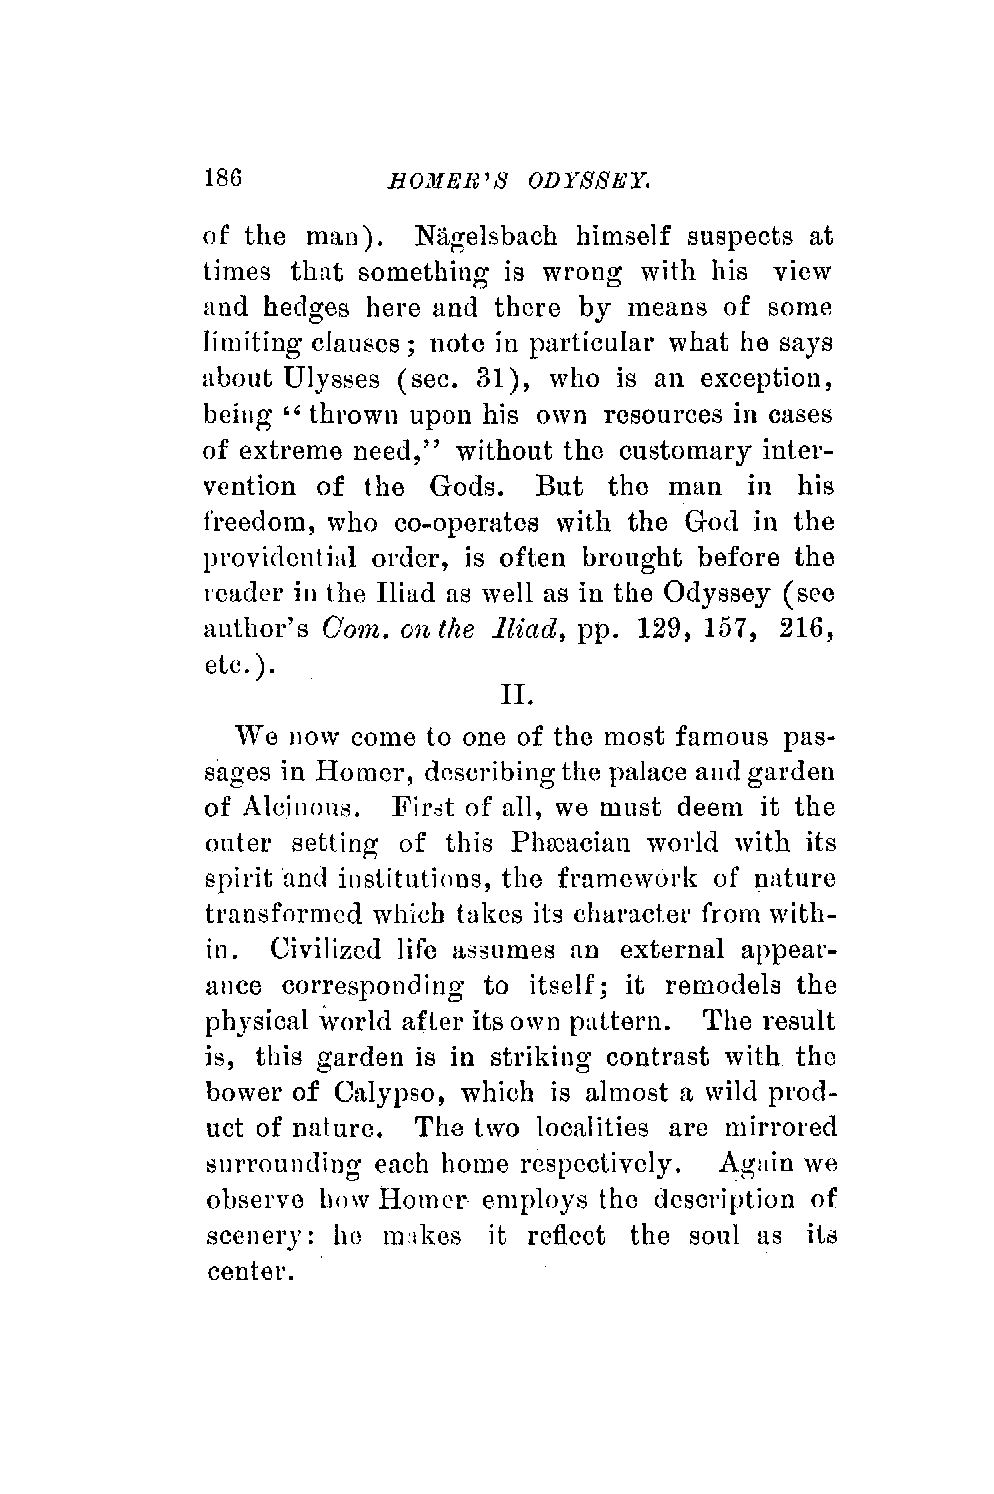 186 HOMER'S ODYSSEY.
of the man). Nägelsbach himself suspects at
times that something is wrong with his view
and hedges here and there by means of some
limiting clauses; note in particular what he says
about Ulysses (sec. 31), who is an exception,
being "thrown upon his own resources in cases
of extreme need," without the customary inter-
vention of the Gods. But the man in his
freedom, who co-operates with the God in the
providential order, is often brought before the
reader in the Iliad as well as in the Odyssey (see
author's Com. on the Iliad, pp. 129, 157, 216,
etc.).
II.
We now come to one of the most famous pas-
sages in Homer, describing the palace and garden
of Alcinous. First of all, we must deem it the
outer setting of this Phæacian world with its
spirit and institutions, the framework of nature
transformed which takes its character from with-
in. Civilized life assumes an external appear-
ance corresponding to itself; it remodels the
physical world after its own pattern. The result
is, this garden is in striking contrast with the
bower of Calypso, which is almost a wild prod-
uct of nature. The two localities are mirrored
surrounding each home respectively. Again we
observe how Homer employs the description of
scenery: he makes it reflect the soul as its
center.